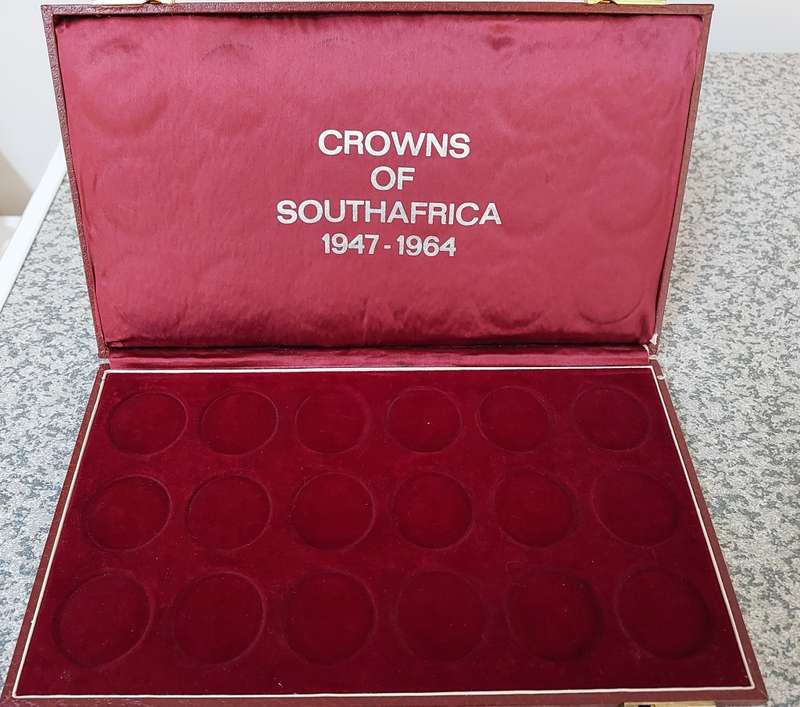 CROWNS
OF
SOUTHAFRICA
1947-1964